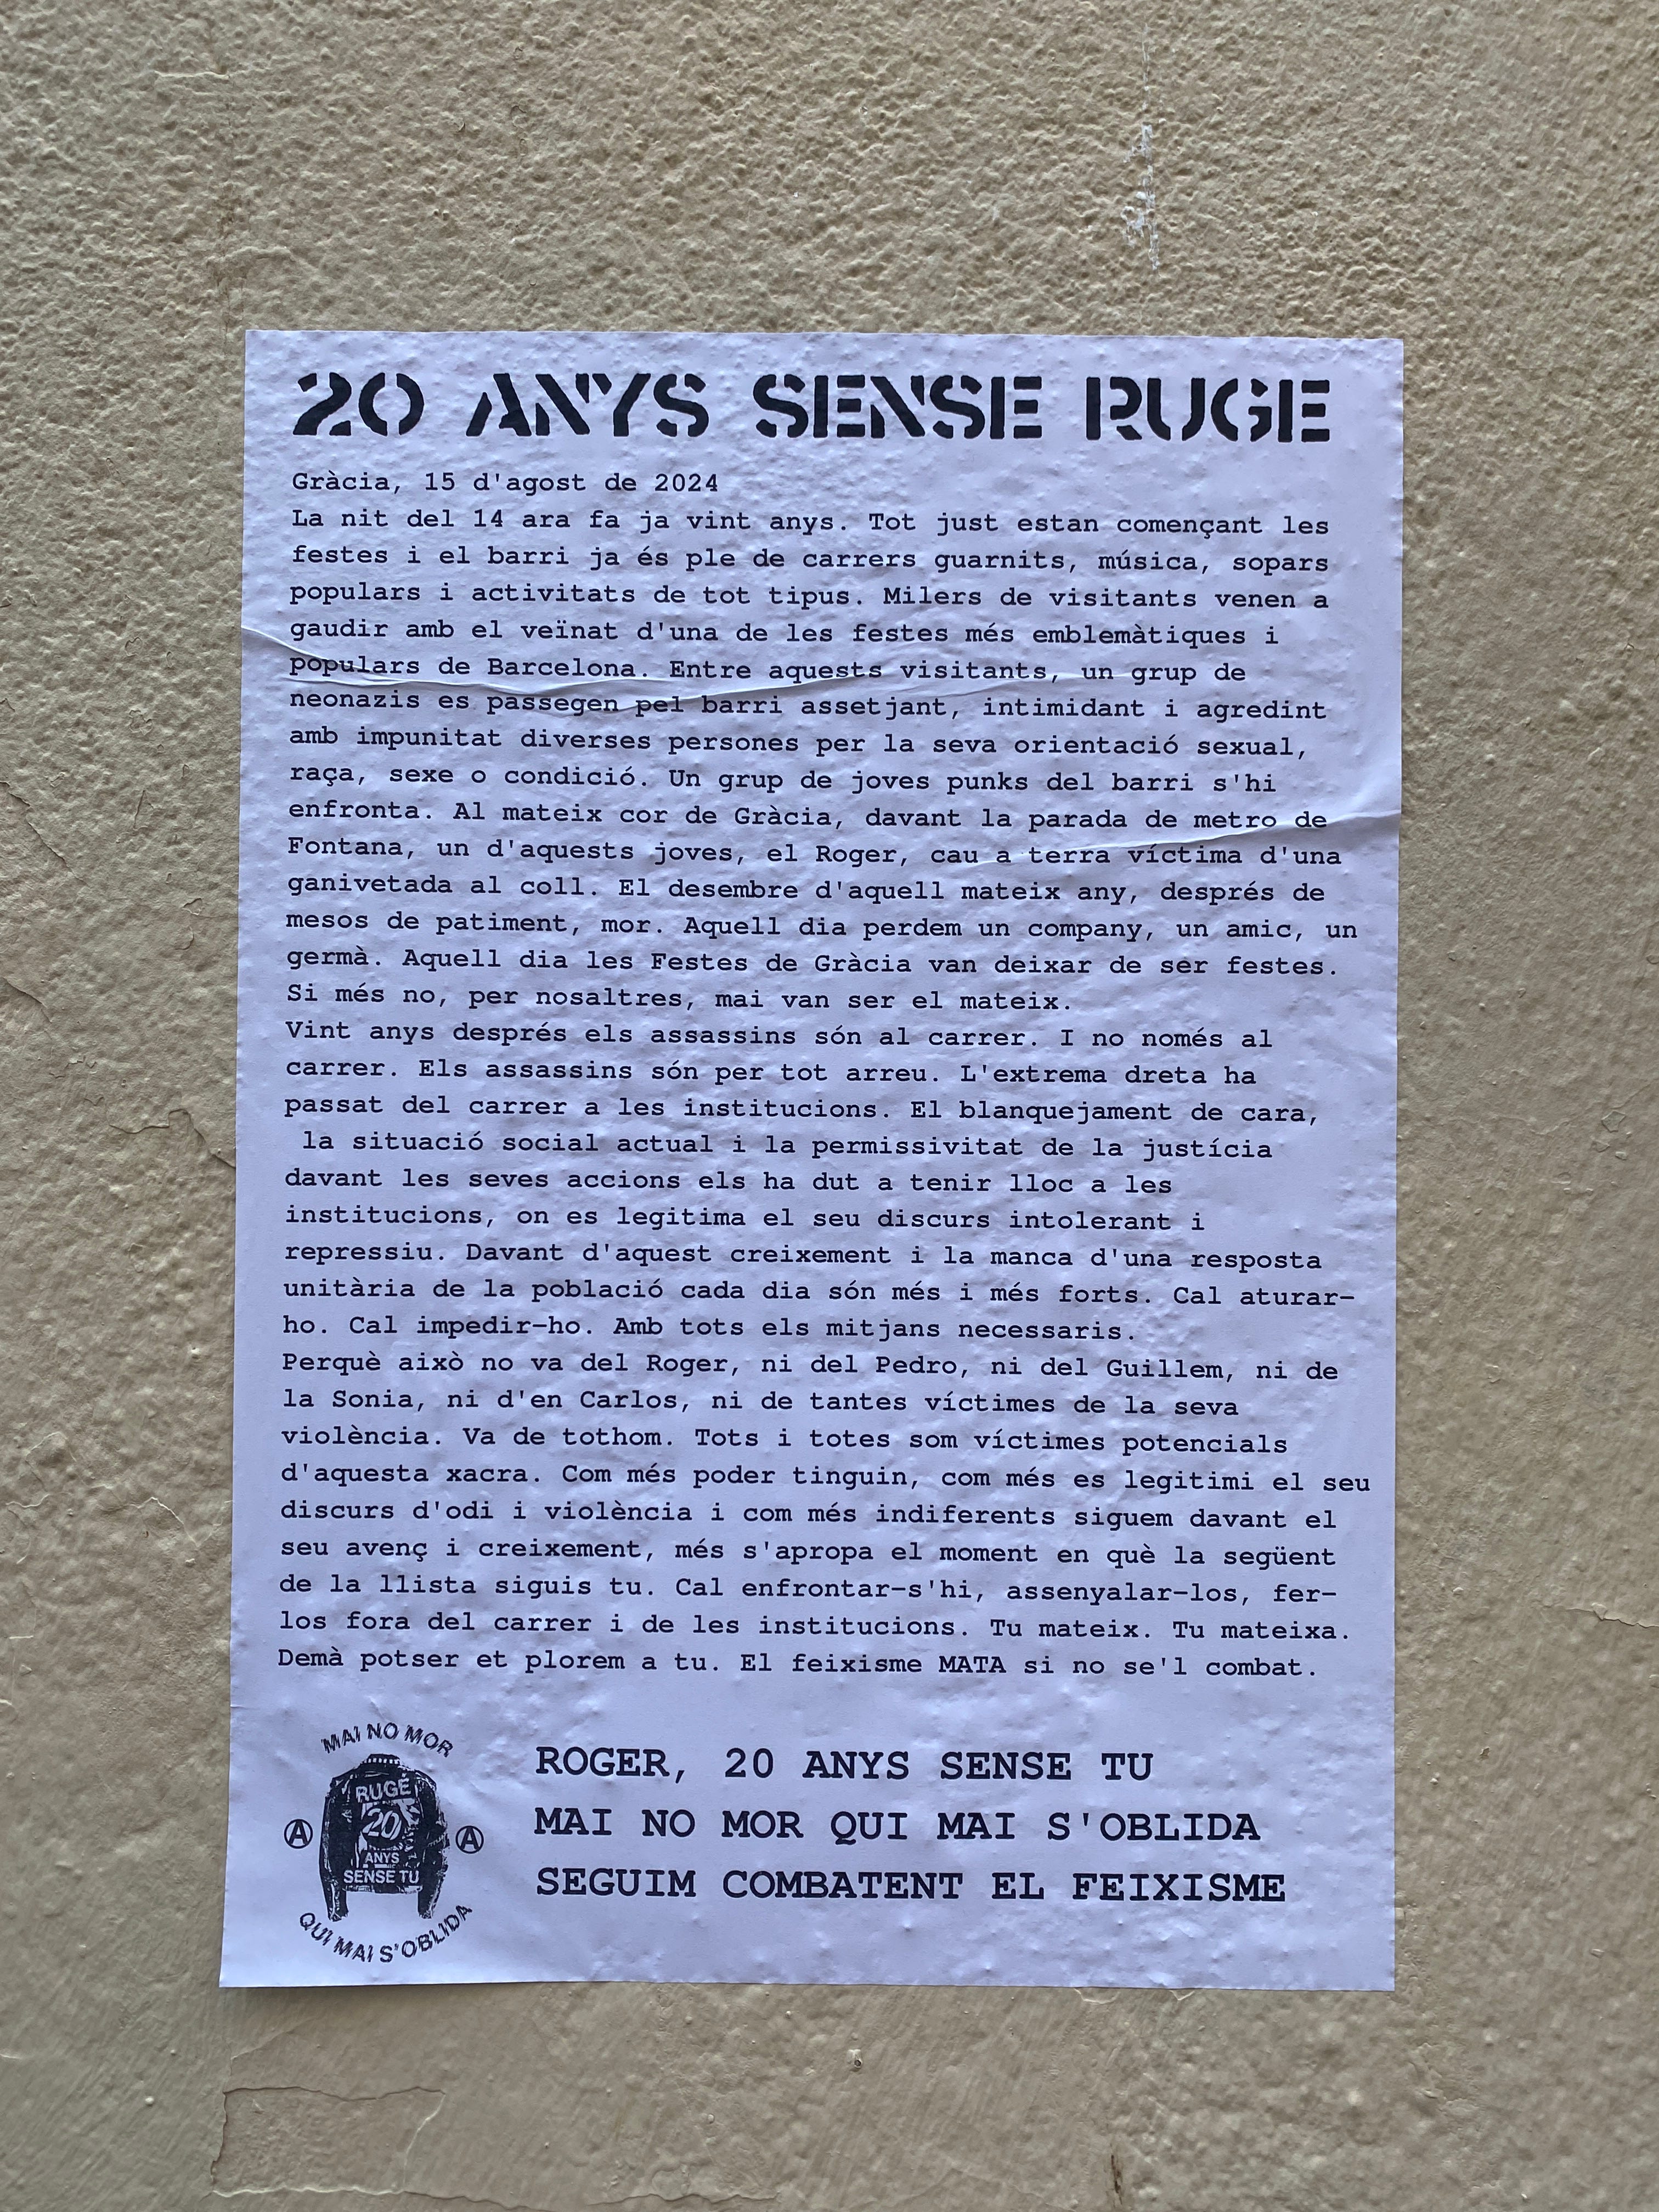 20 ANYS SENSE RUGE
Gràcia, 15 d'agost de 2024
La nit del 14 ara fa ja vint anys. Tot just estan començant les
festes i el barri ja és ple de carrers guarnits, música, sopars
populars i activitats de tot tipus. Milers de visitants venen a
gaudir amb el veïnat d'una de les festes més emblemàtiques i
populars de Barcelona. Entre aquests visitants, un grup de
neonazis es passegen pel barri assetjant, intimidant i agredint
amb impunitat diverses persones per la seva orientació sexual,
raça, sexe o condició. Un grup de joves punks del barri s'hi
enfronta. Al mateix cor de Gràcia, davant la parada de metro de
Fontana, un d'aquests joves, el Roger, cau a terra víctima d'una
ganivetada al coll. El desembre d'aquell mateix any, després de
mesos de patiment, mor. Aquell dia perdem un company, un amic, un
germà. Aquell dia les Festes de Gràcia van deixar de ser festes.
Si més no, per nosaltres, mai van ser el mateix.
Vint anys després els assassins són al carrer. I no només al
carrer. Els assassins són per tot arreu. L'extrema dreta ha
passat del carrer a les institucions. El blanquejament de cara,
la situació social actual i la permissivitat de la justícia
davant les seves accions els ha dut a tenir lloc a les
institucions, on es legitima el seu discurs intolerant i
repressiu. Davant d'aquest creixement i la manca d'una resposta
unitària de la població cada dia són més i més forts. Cal aturar-
ho. Cal impedir-ho. Amb tots els mitjans necessaris.
Perquè això no va del Roger, ni del Pedro, ni del Guillem, ni de
la Sonia, ni d'en Carlos, ni de tantes víctimes de la seva
violència. Va de tothom. Tots i totes som víctimes potencials
d'aquesta xacra. Com més poder tinguin, com més es legitimi el seu
discurs d'odi i violència i com més indiferents siguem davant el
seu avenç i creixement, més s'apropa el moment en què la següent
de la llista siguis tu. Cal enfrontar-s'hi, assenyalar-los, fer-
los fora del carrer i de les institucions. Tu mateix. Tu mateixa.
Demà potser et plorem a tu. El feixisme MATA si no se'l combat.
MAI NO MOR
RUGE
20
ANYS
SENSE TU
A A
QUI MAI S'OBLIDA
ROGER, 20 ANYS SENSE TU
MAI NO MOR QUI MAI S'OBLIDA
SEGUIM COMBATENT EL FEIXISME